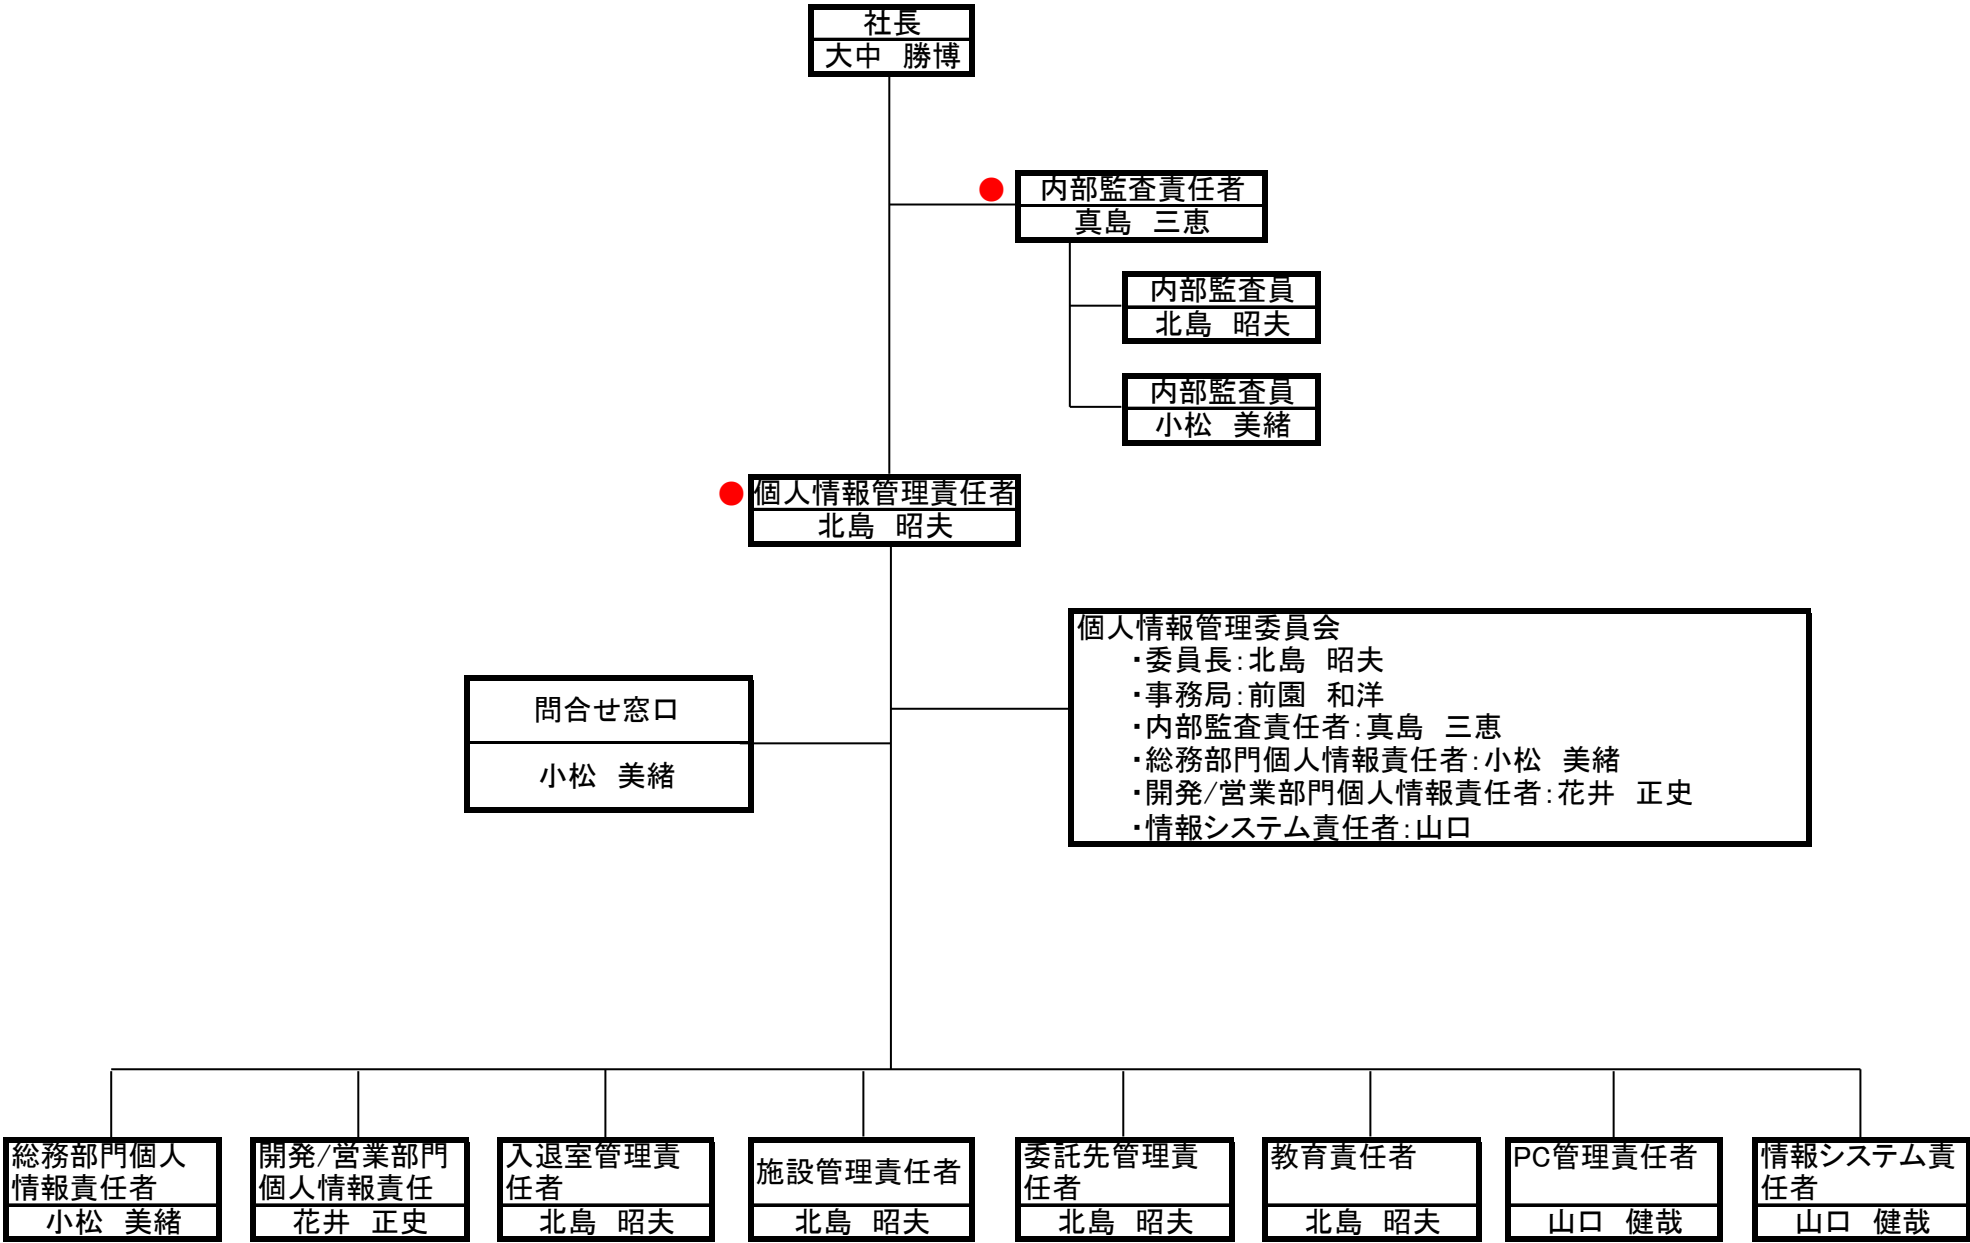 社長
大中　勝博
内部監査責任者
真島　三恵
内部監査員
北島　昭夫
内部監査員
小松　美緒
個人情報管理責任者
北島　昭夫
個人情報管理委員会
・委員長：北島　昭夫
・事務局：前園　和洋
・内部監査責任者：真島　三恵
・総務部門個人情報責任者：小松　美緒
・開発/営業部門個人情報責任者：花井　正史
・情報システム責任者：山口
問合せ窓口
小松　美緒
総務部門個人
情報責任者
小松　美緒
開発/営業部門
個人情報責任
花井　正史
入退室管理責
任者
北島　昭夫
施設管理責任者
北島　昭夫
委託先管理責
任者
北島　昭夫
教育責任者
北島　昭夫
PC管理責任者
山口　健哉
情報システム責
任者
山口　健哉